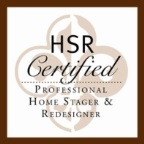 HSR
Certified
PROFESSIONAL
HOME STAGER &
REDESIGNER